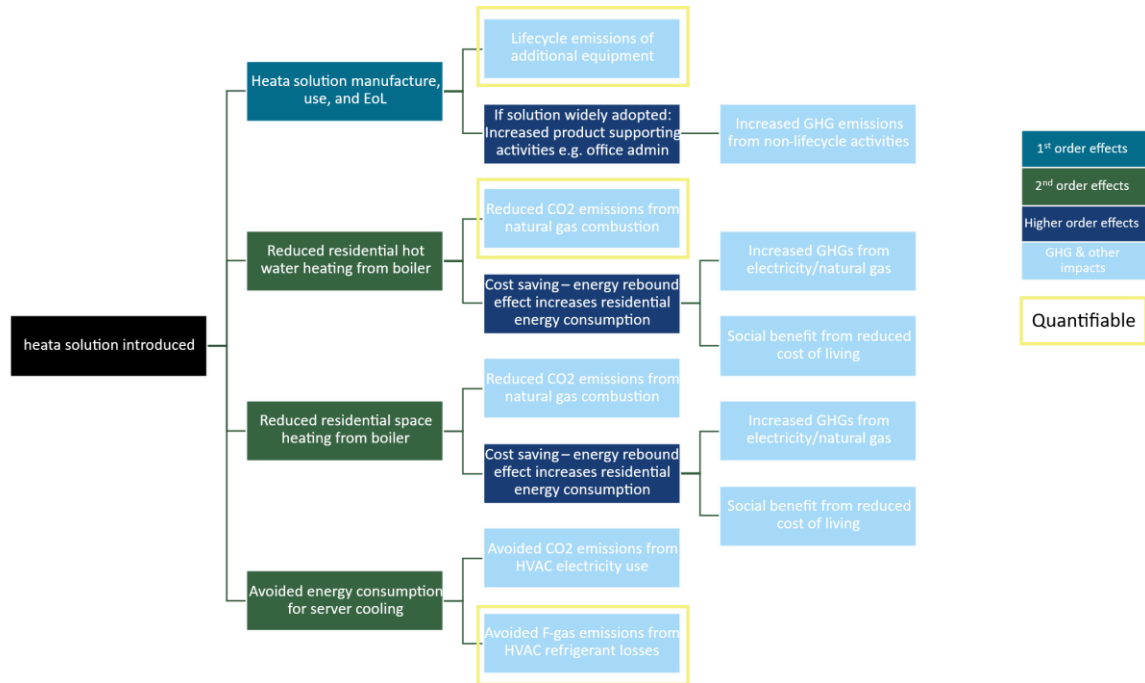 Lifecycle emissions of
additional equipment
Heata solution manufacture,
use, and EoL
If solution widely adopted:
Increased product supporting
activities e.g. office admin
Increased GHG emissions
from non-lifecycle activities
Reduced CO2 emissions from
natural gas combustion
Reduced residential hot
water heating from boiler
Cost saving – energy rebound
effect increases residential
energy consumption
Increased GHGs from
electricity/natural gas
Social benefit from reduced
cost of living
heata solution introduced
Reduced CO2 emissions from
natural gas combustion
Reduced residential space
heating from boiler
Cost saving – energy rebound
effect increases residential
energy consumption
Increased GHGs from
electricity/natural gas
Social benefit from reduced
cost of living
Avoided CO2 emissions from
HVAC electricity use
Avoided energy consumption
for server cooling
Avoided F-gas emissions from
HVAC refrigerant losses
1st order effects
2nd order effects
Higher order effects
GHG & other
impacts
Quantifiable